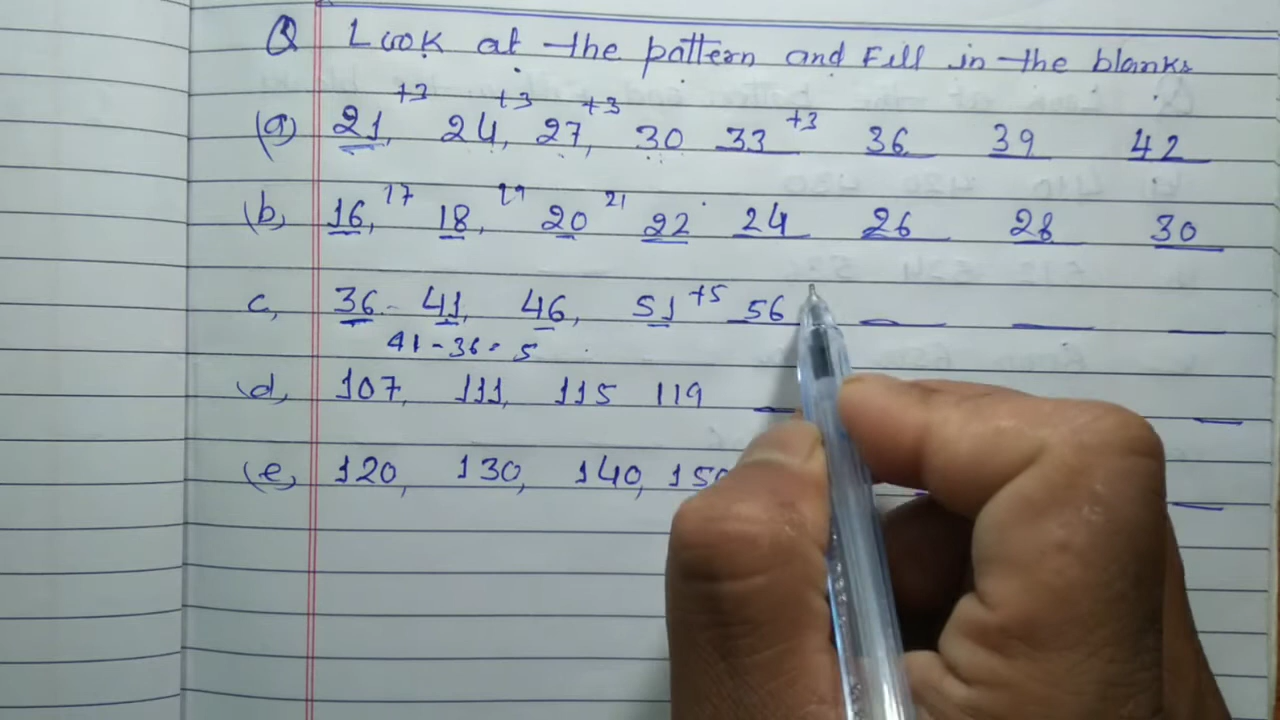 Q Look at the pattern and Fill in the blanks
+3 +3 +3 +3
(a) 21, 24, 27, 30 33 36 39 42
17 19 21
(b, 16, 18, 20 22 24 26 28 30
c, 36 - 41, 46, 51 +5 56
41 - 36 = 5
(d, 107, 111, 115 119
(e, 120, 130, 140, 150